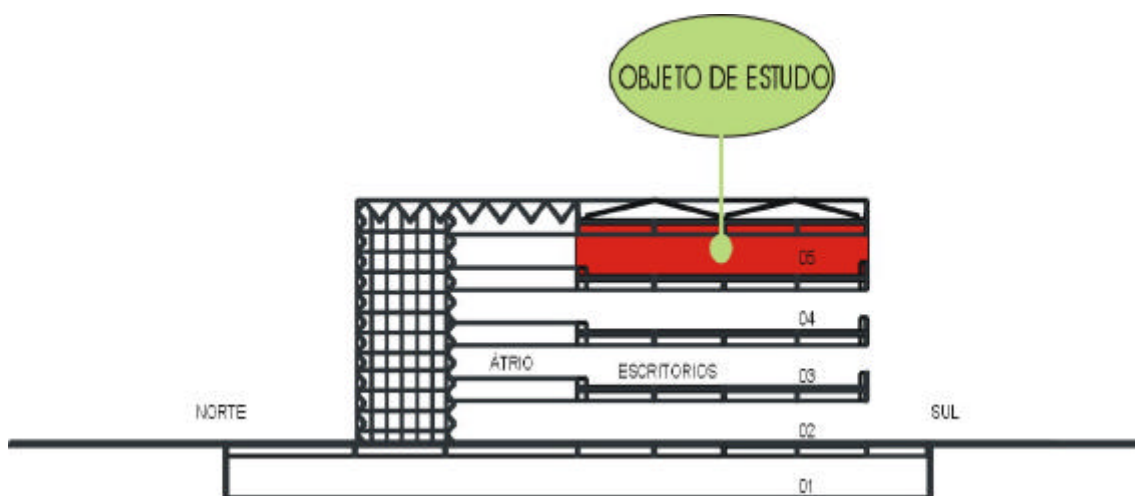 OBJETO DE ESTUDO
05
04
ÁTRIO
ESCRITORIOS
03
NORTE
SUL
02
01